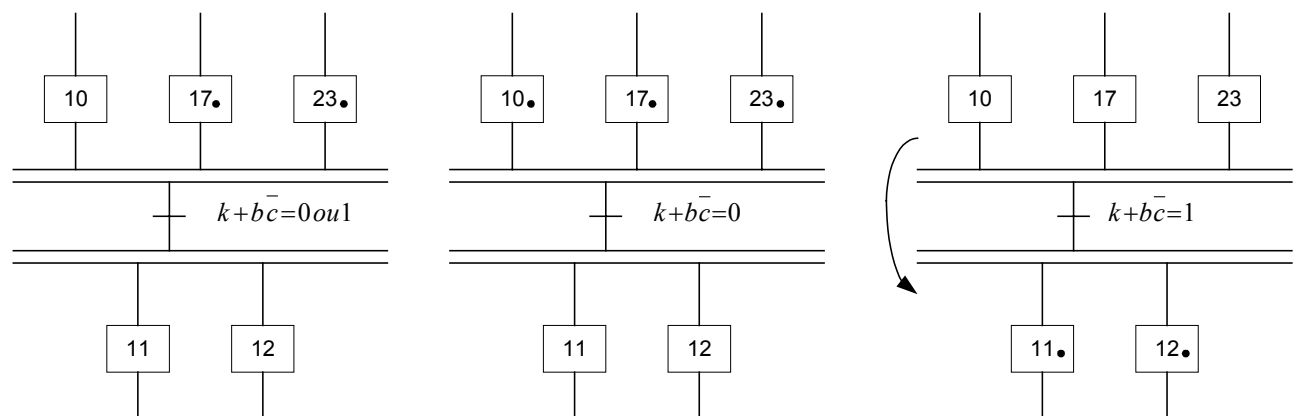 10 17 23 10 17 23 10 17 23
k+bc̅=0ou1 k+bc̅=0 k+bc̅=1
11 12 11 12 11 12